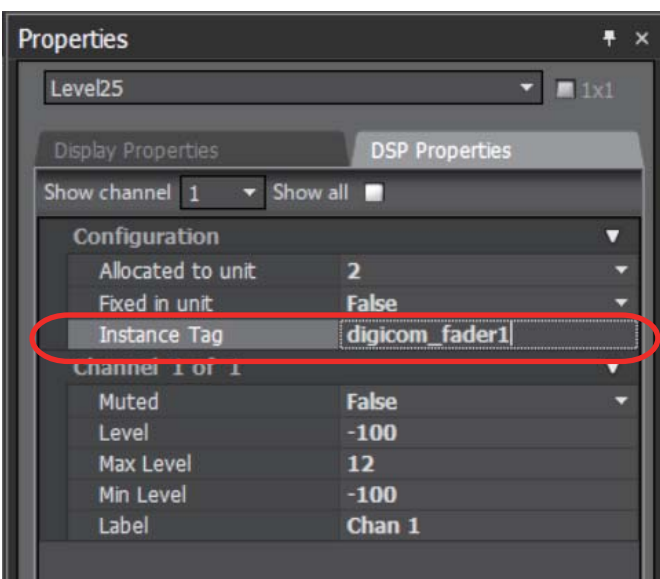 Properties
Level25 1x1
Display Properties DSP Properties
Show channel 1 Show all
Configuration
Allocated to unit 2
Fixed in unit False
Instance Tag digicom_fader1
Channel 1 of 1
Muted False
Level -100
Max Level 12
Min Level -100
Label Chan 1